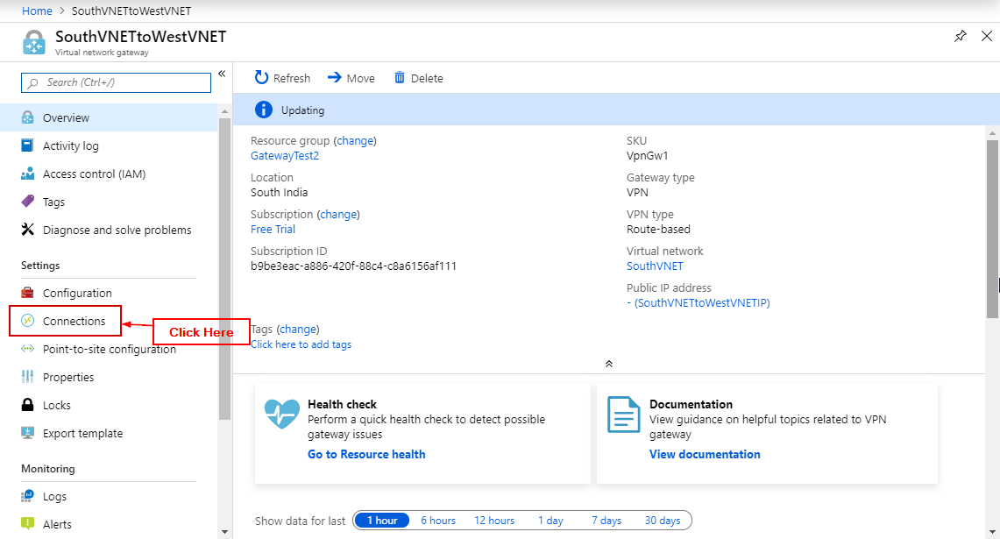 Home > SouthVNETtoWestVNET
SouthVNETtoWestVNET
Virtual network gateway
Search (Ctrl+/)
«
Overview
Activity log
Access control (IAM)
Tags
Diagnose and solve problems
Settings
Configuration
Connections
Click Here
Point-to-site configuration
Properties
Locks
Export template
Monitoring
Logs
Alerts
Refresh Move Delete
Updating
Resource group (change)
GatewayTest2
Location
South India
Subscription (change)
Free Trial
Subscription ID
b9be3eac-a886-420f-88c4-c8a6156af111
SKU
VpnGw1
Gateway type
VPN
VPN type
Route-based
Virtual network
SouthVNET
Public IP address
- (SouthVNETtoWestVNETIP)
Tags (change)
Click here to add tags
Health check
Perform a quick health check to detect possible
gateway issues
Go to Resource health
Documentation
View guidance on helpful topics related to VPN
gateway
View documentation
Show data for last 1 hour 6 hours 12 hours 1 day 7 days 30 days